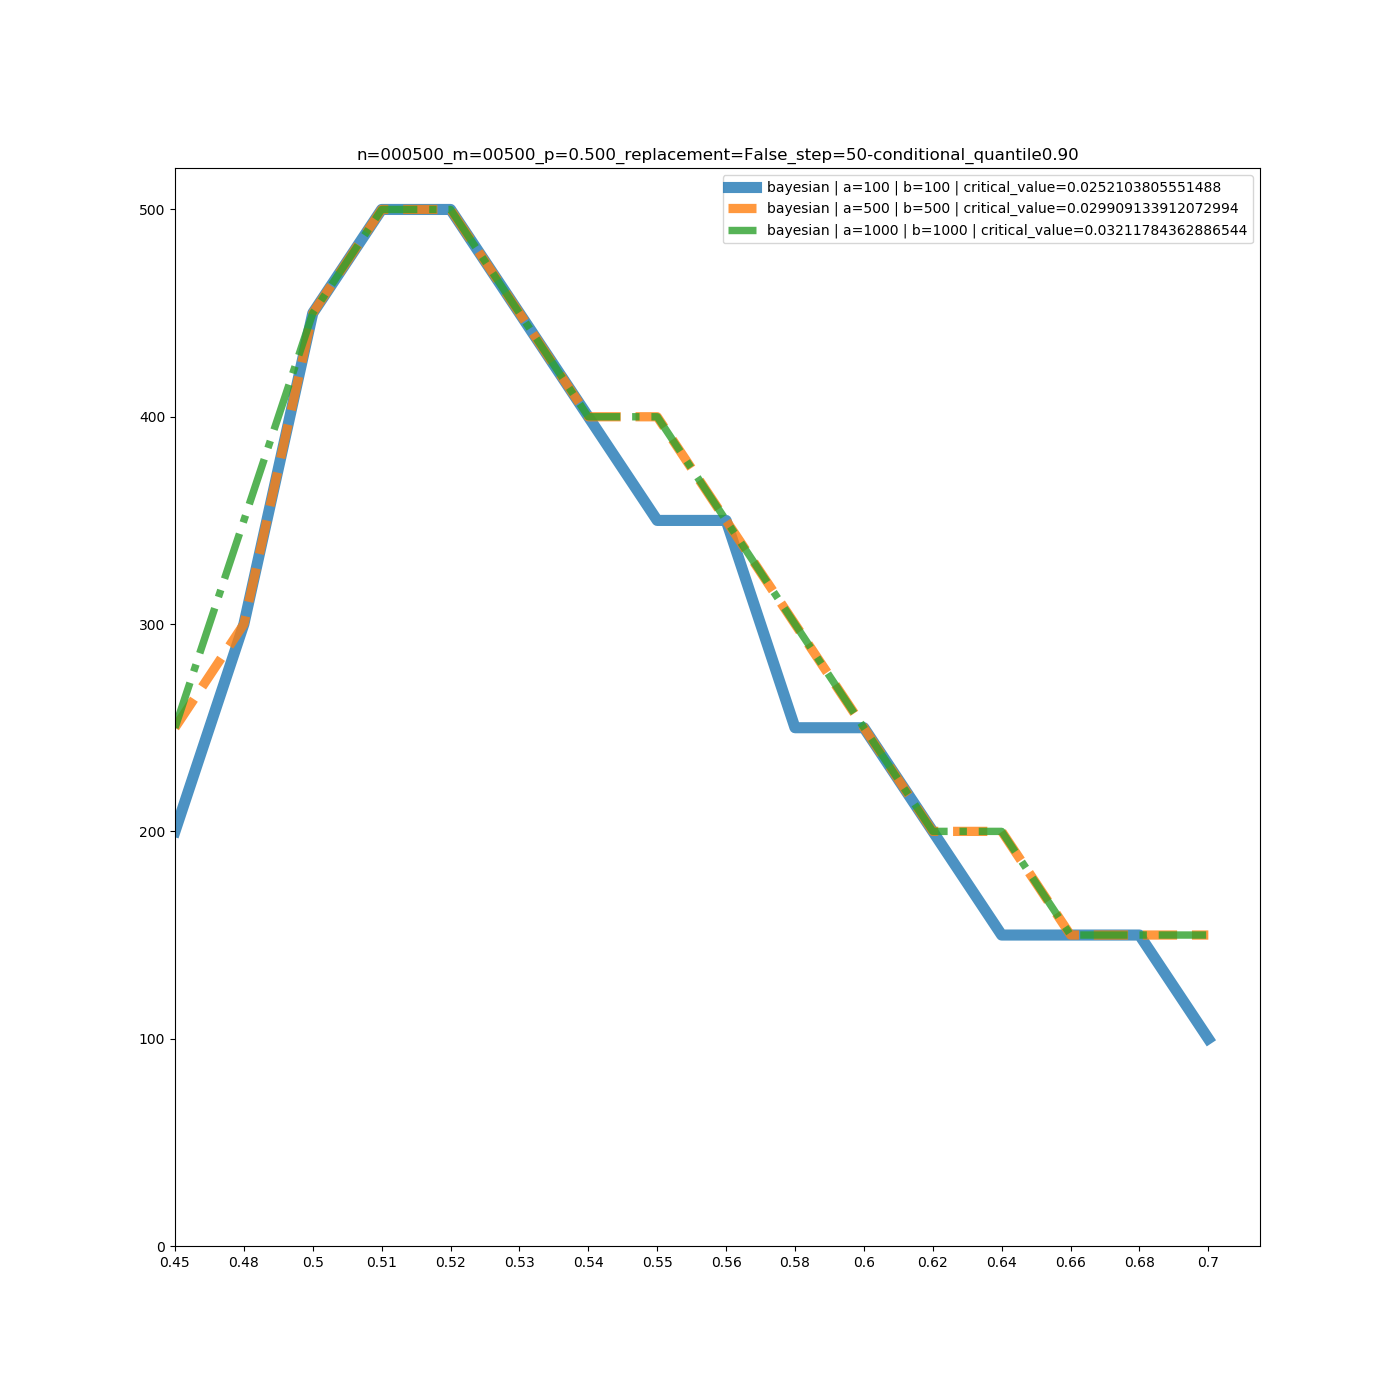 n=000500_m=00500_p=0.500_replacement=False_step=50-conditional_quantile0.90
bayesian | a=100 | b=100 | critical_value=0.0252103805551488
bayesian | a=500 | b=500 | critical_value=0.029909133912072994
bayesian | a=1000 | b=1000 | critical_value=0.03211784362886544
500
400
300
200
100
0
0.45 0.48 0.5 0.51 0.52 0.53 0.54 0.55 0.56 0.58 0.6 0.62 0.64 0.66 0.68 0.7